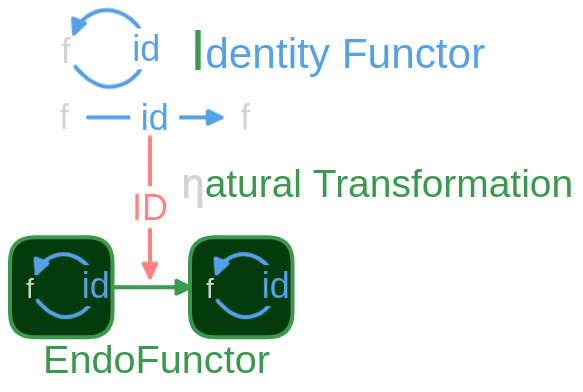 f id Identity Functor
f id f
ηatural Transformation
ID
f id f id
EndoFunctor